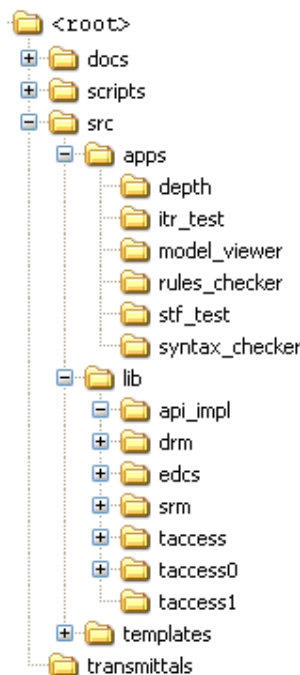 <root>
docs
scripts
src
apps
depth
itr_test
model_viewer
rules_checker
stf_test
syntax_checker
lib
api_impl
drm
edcs
srm
taccess
taccess0
taccess1
templates
transmittals